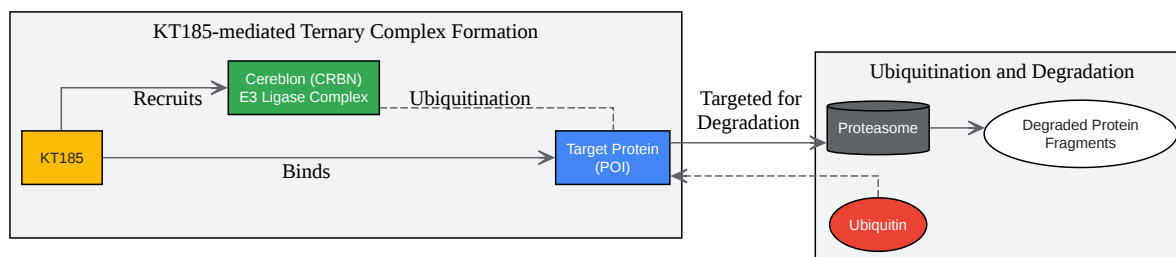 KT185-mediated Ternary Complex Formation
Cereblon (CRBN)
E3 Ligase Complex
Recruits
Ubiquitination
KT185
Binds
Target Protein
(POI)
Targeted for
Degradation
Ubiquitination and Degradation
Proteasome
Degraded Protein
Fragments
Ubiquitin